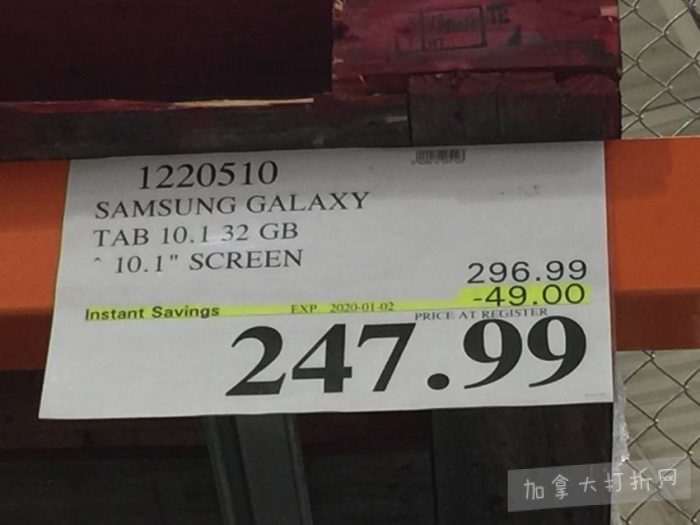 TE
1220510
SAMSUNG GALAXY
TAB 10.1 32 GB
^ 10.1" SCREEN
296.99
Instant Savings EXP 2020-01-02 -49.00
PRICE AT REGISTER
247.99
加拿大打折网